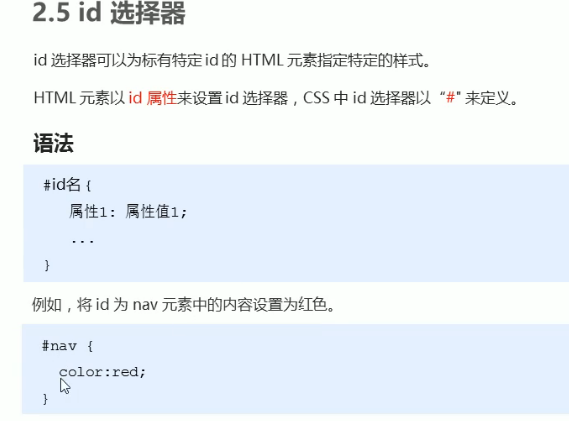 2.5 id 选择器
id 选择器可以为标有特定 id 的 HTML 元素指定特定的样式。
HTML 元素以 id 属性来设置 id 选择器，CSS 中 id 选择器以“#" 来定义。
语法
#id名 {
属性1: 属性值1;
...
}
例如，将 id 为 nav 元素中的内容设置为红色。
#nav {
color:red;
}